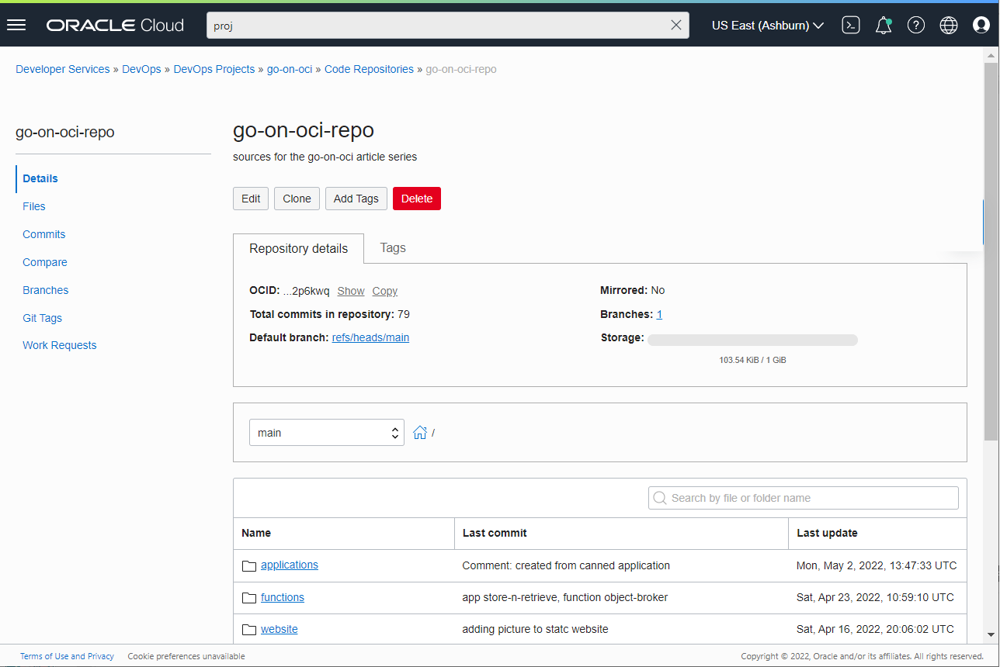 ORACLE Cloud
proj
US East (Ashburn)
Developer Services » DevOps » DevOps Projects » go-on-oci » Code Repositories » go-on-oci-repo
go-on-oci-repo
Details
Files
Commits
Compare
Branches
Git Tags
Work Requests
go-on-oci-repo
sources for the go-on-oci article series
Edit Clone Add Tags Delete
Repository details Tags
OCID: ...2p6kwq Show Copy
Total commits in repository: 79
Default branch: refs/heads/main
Mirrored: No
Branches: 1
Storage:
103.54 KiB / 1 GiB
main /
Search by file or folder name
Name Last commit Last update
applications Comment: created from canned application Mon, May 2, 2022, 13:47:33 UTC
functions app store-n-retrieve, function object-broker Sat, Apr 23, 2022, 10:59:10 UTC
website adding picture to statc website Sat, Apr 16, 2022, 20:06:02 UTC
Terms of Use and Privacy Cookie preferences unavailable Copyright © 2022, Oracle and/or its affiliates. All rights reserved.